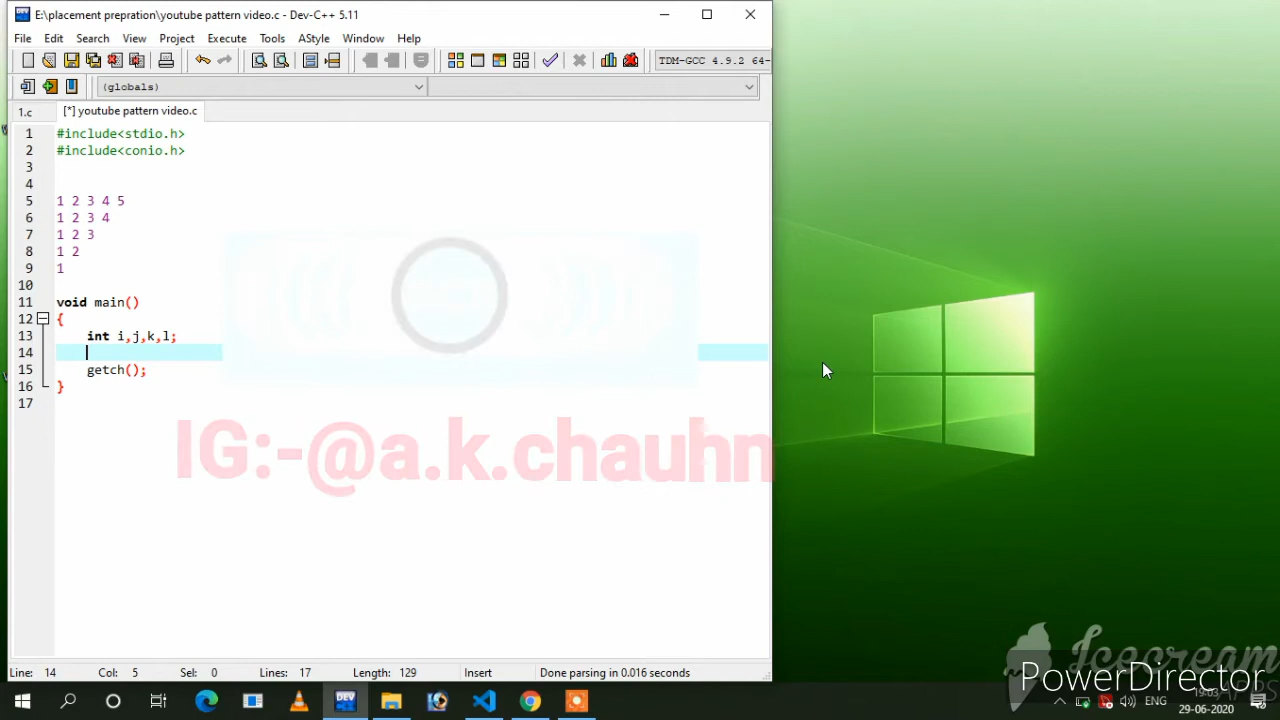 E:\placement prepration\youtube pattern video.c - Dev-C++ 5.11
File Edit Search View Project Execute Tools AStyle Window Help
TDM-GCC 4.9.2 64-
(globals)
1.c [*] youtube pattern video.c
1 #include<stdio.h>
2 #include<conio.h>
3
4
5 1 2 3 4 5
6 1 2 3 4
7 1 2 3
8 1 2
9 1
10
11 void main()
12 {
13 int i,j,k,l;
14
15 getch();
16 }
17
IG:-@a.k.chauhn
Line: 14 Col: 5 Sel: 0 Lines: 17 Length: 129 Insert Done parsing in 0.016 seconds
Icecream
PowerDirector
DEV
ENG
19:03
29-06-2020